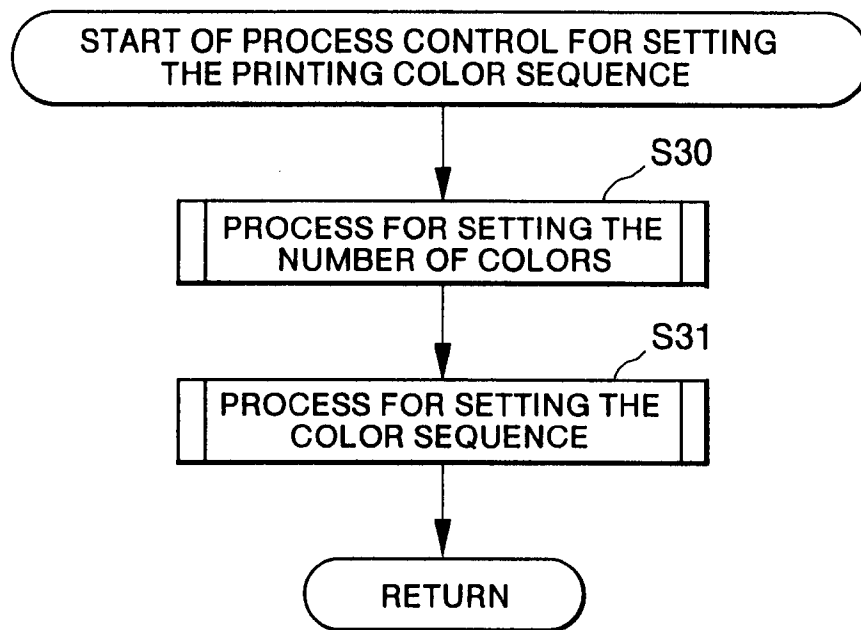 START OF PROCESS CONTROL FOR SETTING
THE PRINTING COLOR SEQUENCE
S30
PROCESS FOR SETTING THE
NUMBER OF COLORS
S31
PROCESS FOR SETTING THE
COLOR SEQUENCE
RETURN